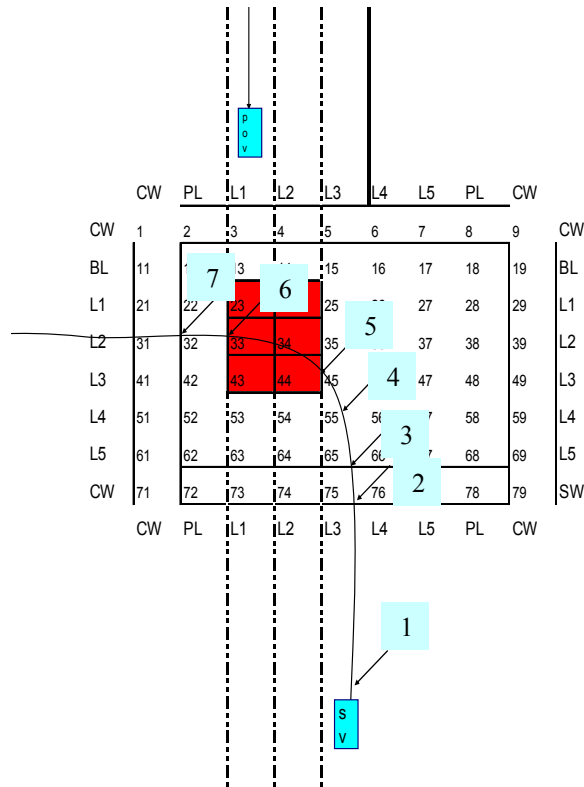 p
o
v
CW PL L1 L2 L3 L4 L5 PL CW
CW 1 2 3 4 5 6 7 8 9 CW
BL 11 13 15 16 17 18 19 BL
7 6
L1 21 22 23 25 27 28 29 L1
L2 31 32 33 34 35 37 38 39 L2
5
L3 41 42 43 44 45 47 48 49 L3
4
L4 51 52 53 54 55 56 58 59 L4
3
L5 61 62 63 64 65 66 68 69 L5
2
CW 71 72 73 74 75 76 78 79 SW
CW PL L1 L2 L3 L4 L5 PL CW
1
s
v